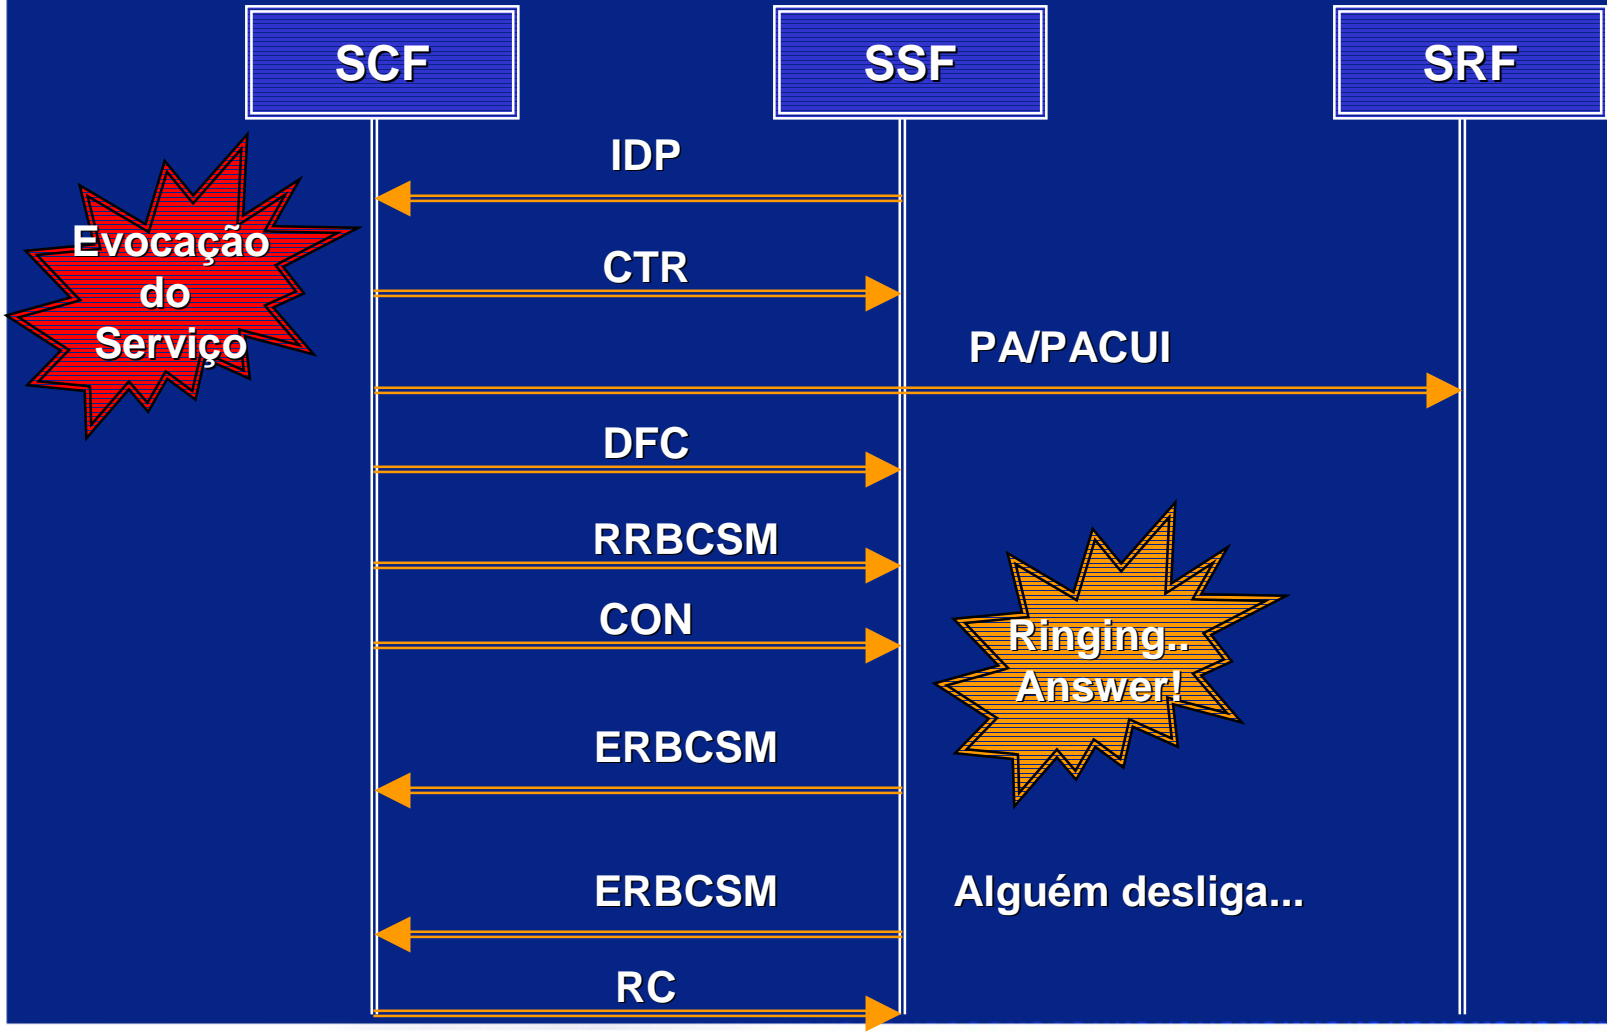 SCF
SSF
SRF
IDP
Evocação
do
Serviço
CTR
PA/PACUI
DFC
RRBCSM
CON
Ringing..
Answer!
ERBCSM
ERBCSM
Alguém desliga...
RC